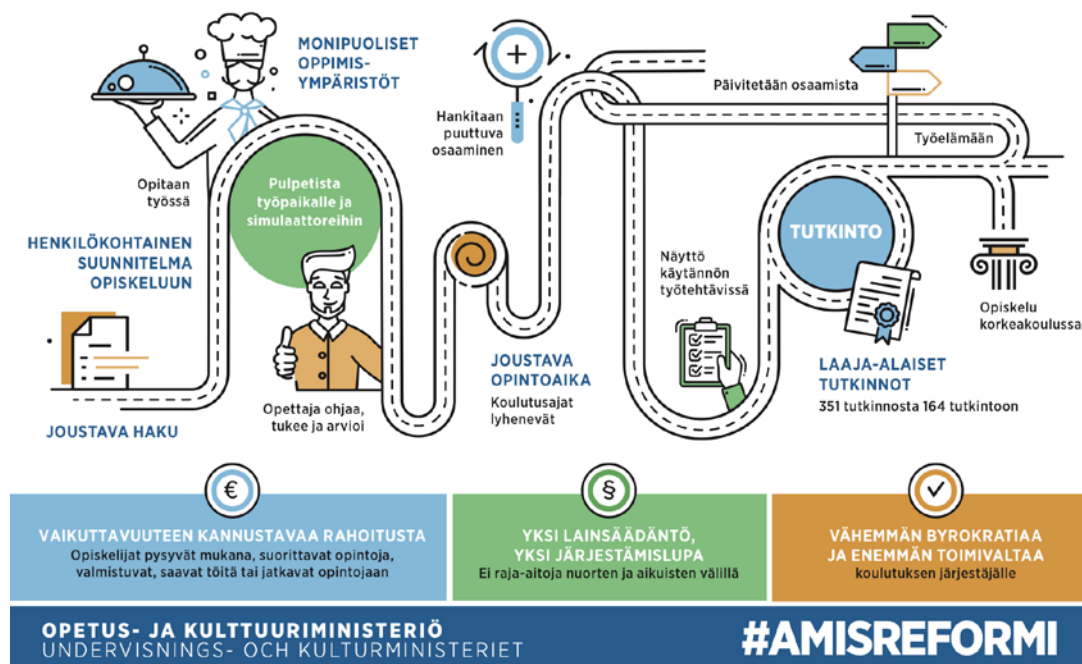 MONIPUOLISET
OPPIMIS-
YMPÄRISTÖT
Opitaan
työssä
Pulpetista
työpaikalle ja
simulaattoreihin
HENKILÖKOHTAINEN
SUUNNITELMA
OPISKELUUN
JOUSTAVA HAKU
Opettaja ohjaa,
tukee ja arvioi
Hankitaan
puuttuva
osaaminen
JOUSTAVA
OPINTOAIKA
Koulutusajat
lyhenevät
Päivitetään osaamista
Työelämään
Näyttö
käytännön
työtehtävissä
TUTKINTO
Opiskelu
korkeakoulussa
LAAJA-ALAISET
TUTKINNOT
351 tutkinnosta 164 tutkintoon
€
VAIKUTTAVUUTEEN KANNUSTAVAA RAHOITUSTA
Opiskelijat pysyvät mukana, suorittavat opintoja,
valmistuvat, saavat töitä tai jatkavat opintojaan
§
YKSI LAINSÄÄDÄNTÖ,
YKSI JÄRJESTÄMISLUPA
Ei raja-aitoja nuorten ja aikuisten välillä
VÄHEMMÄN BYROKRATIAA
JA ENEMMÄN TOIMIVALTAA
koulutuksen järjestäjälle
OPETUS- JA KULTTUURIMINISTERIÖ
UNDERVISNINGS- OCH KULTURMINISTERIET
#AMISREFORMI